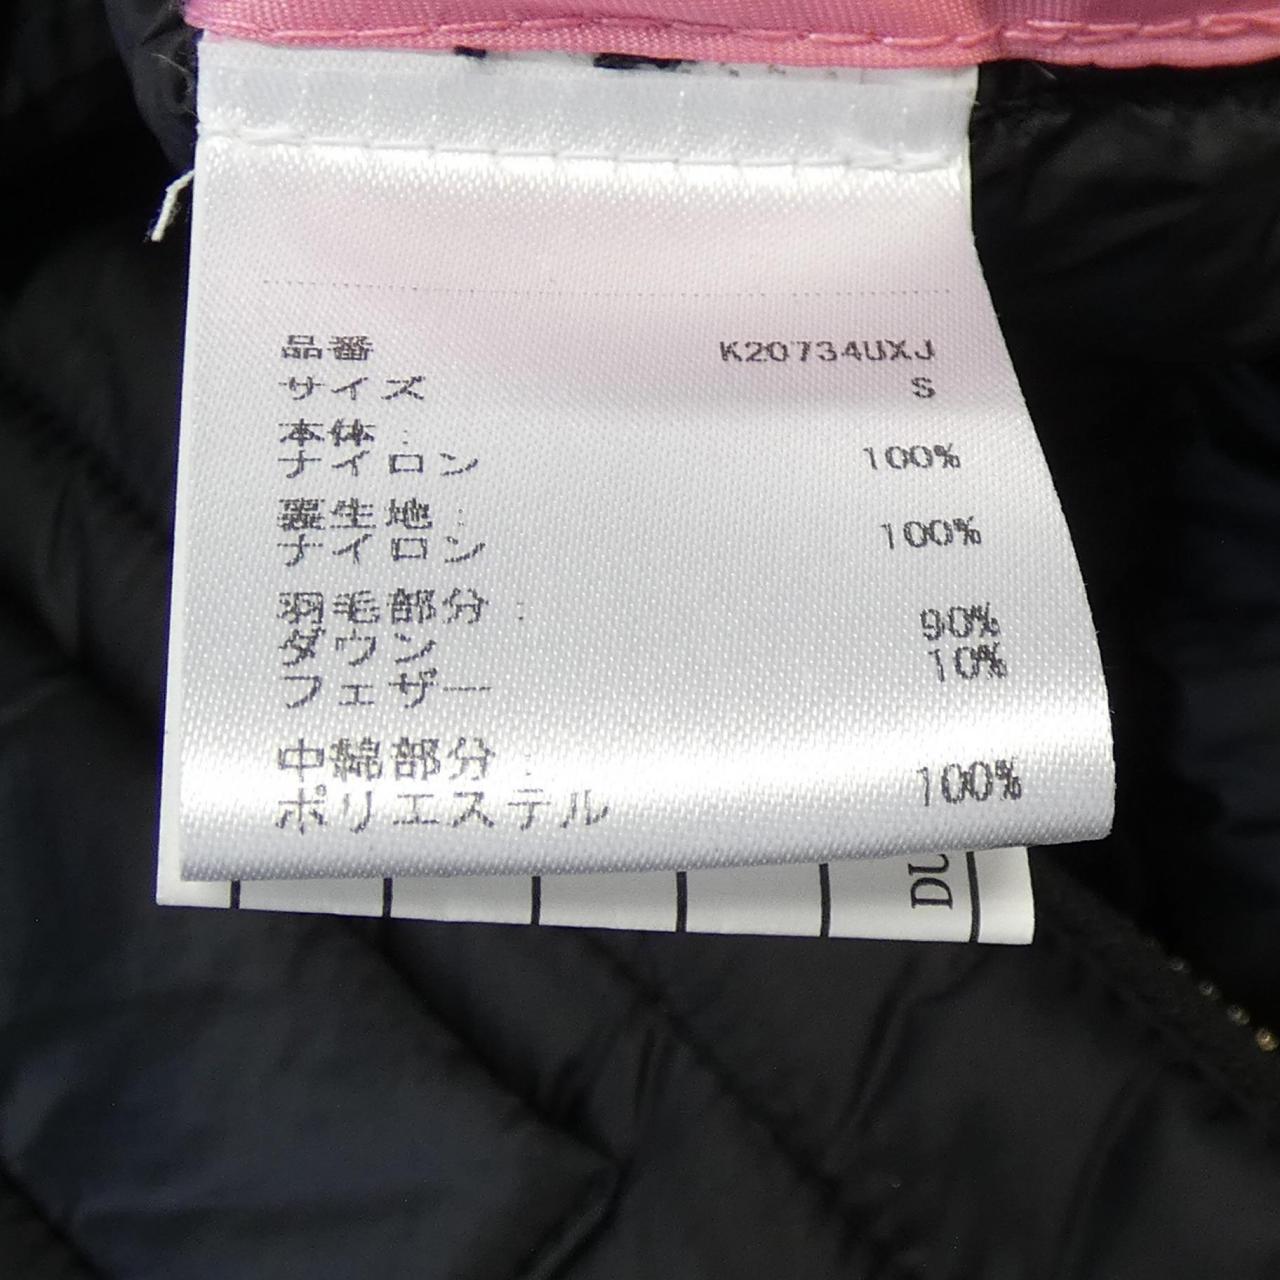 品番 K20734UXJ
サイズ S
本体:
ナイロン 100%
裏生地:
ナイロン 100%
羽毛部分:
ダウン 90%
フェザー 10%
中綿部分:
ポリエステル 100%
DU